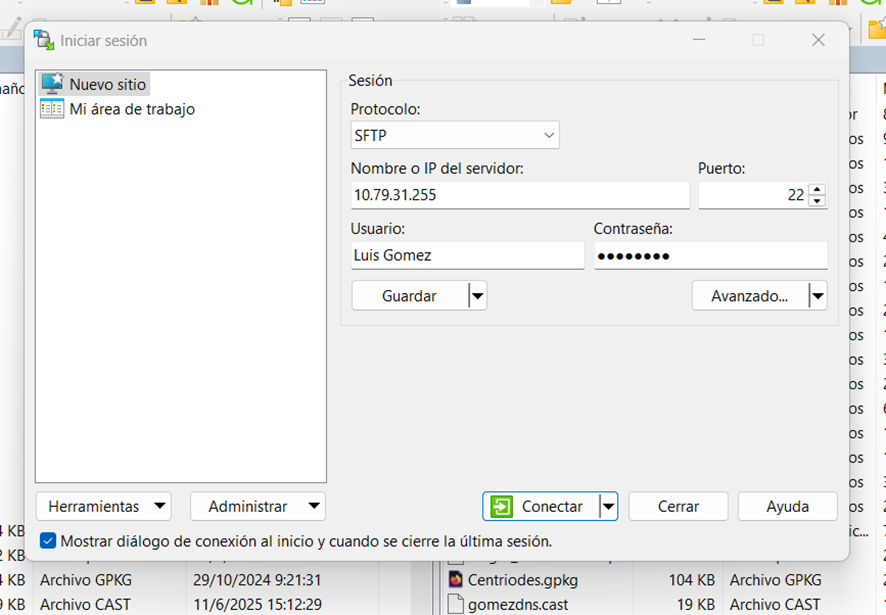 Iniciar sesión
Nuevo sitio
Mi área de trabajo
Sesión
Protocolo:
SFTP
Nombre o IP del servidor:
Puerto:
10.79.31.255
22
Usuario:
Contraseña:
Luis Gomez
●●●●●●●●
Guardar
Avanzado...
Herramientas
Administrar
Conectar
Cerrar
Ayuda
Mostrar diálogo de conexión al inicio y cuando se cierre la última sesión.
KB Archivo GPKG 29/10/2024 9:21:31 Centriodes.gpkg 104 KB Archivo GPKG
KB Archivo CAST 11/6/2025 15:12:29 gomezdns.cast 19 KB Archivo CAST